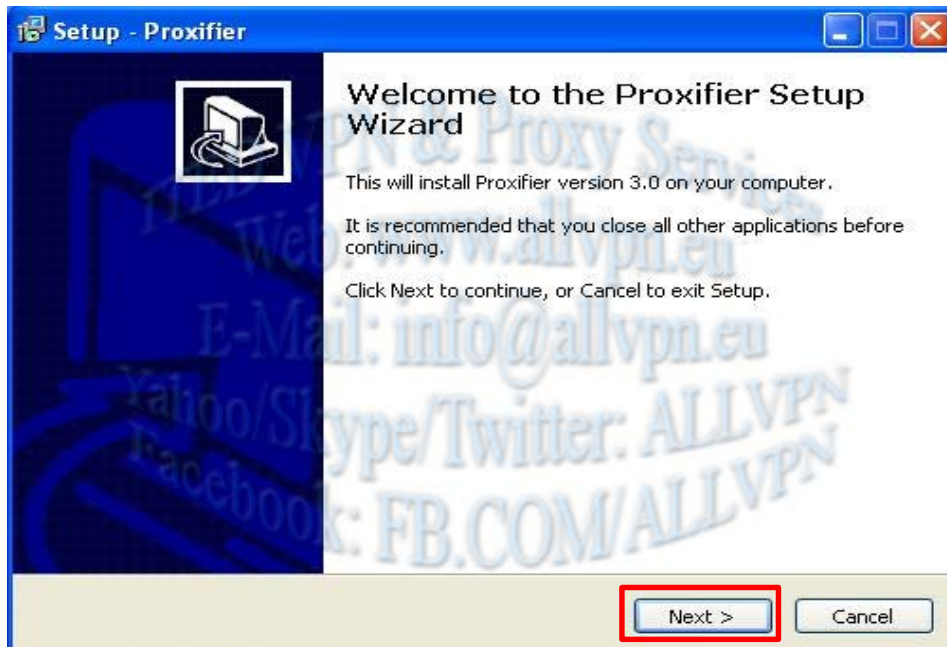 Setup - Proxifier
Welcome to the Proxifier Setup
Wizard
This will install Proxifier version 3.0 on your computer.
It is recommended that you close all other applications before
continuing.
Click Next to continue, or Cancel to exit Setup.
VPN & Proxy Services
Web: www.allvpn.eu
E-Mail: info@allvpn.eu
Yahoo/Skype/Twitter: ALLVPN
Facebook: FB.COM/ALLVPN
Next >
Cancel